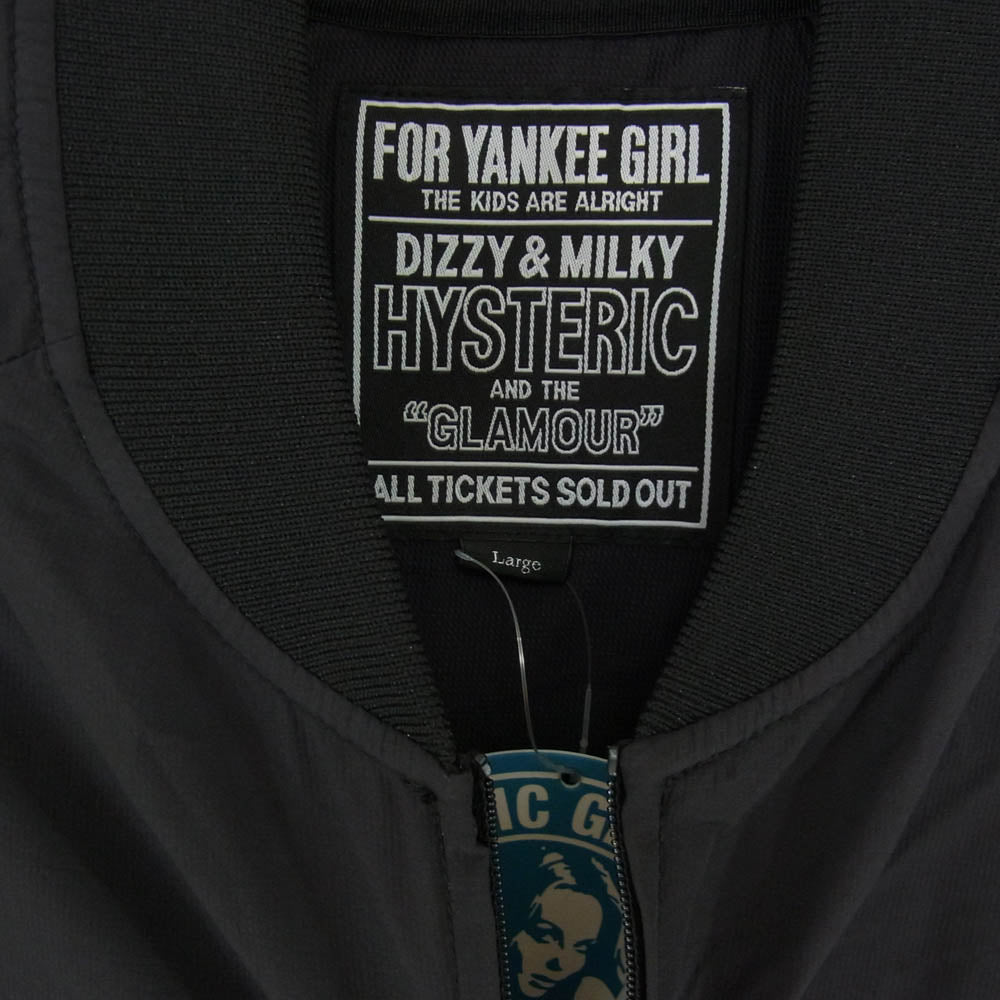 FOR YANKEE GIRL
THE KIDS ARE ALRIGHT
DIZZY & MILKY
HYSTERIC
AND THE
“GLAMOUR”
ALL TICKETS SOLD OUT
Large
IC G